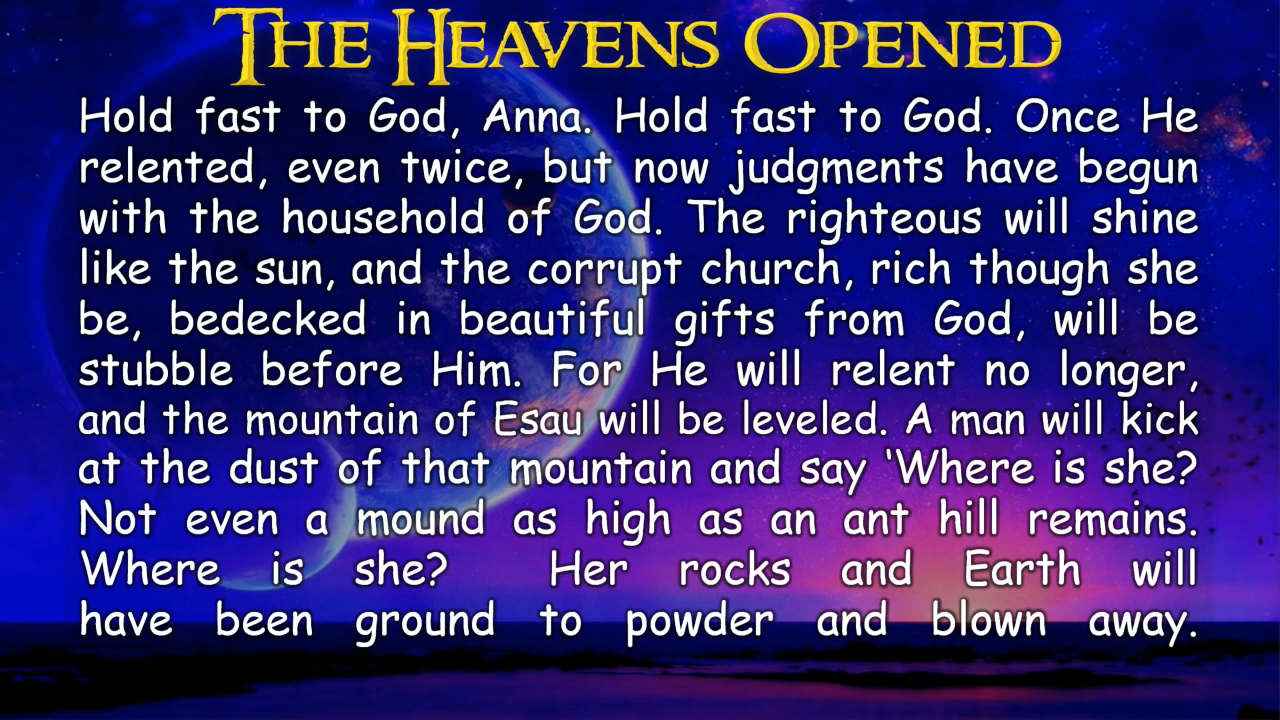 THE HEAVENS OPENED
Hold fast to God, Anna. Hold fast to God. Once He
relented, even twice, but now judgments have begun
with the household of God. The righteous will shine
like the sun, and the corrupt church, rich though she
be, bedecked in beautiful gifts from God, will be
stubble before Him. For He will relent no longer,
and the mountain of Esau will be leveled. A man will kick
at the dust of that mountain and say ‘Where is she?
Not even a mound as high as an ant hill remains.
Where is she? Her rocks and Earth will
have been ground to powder and blown away.